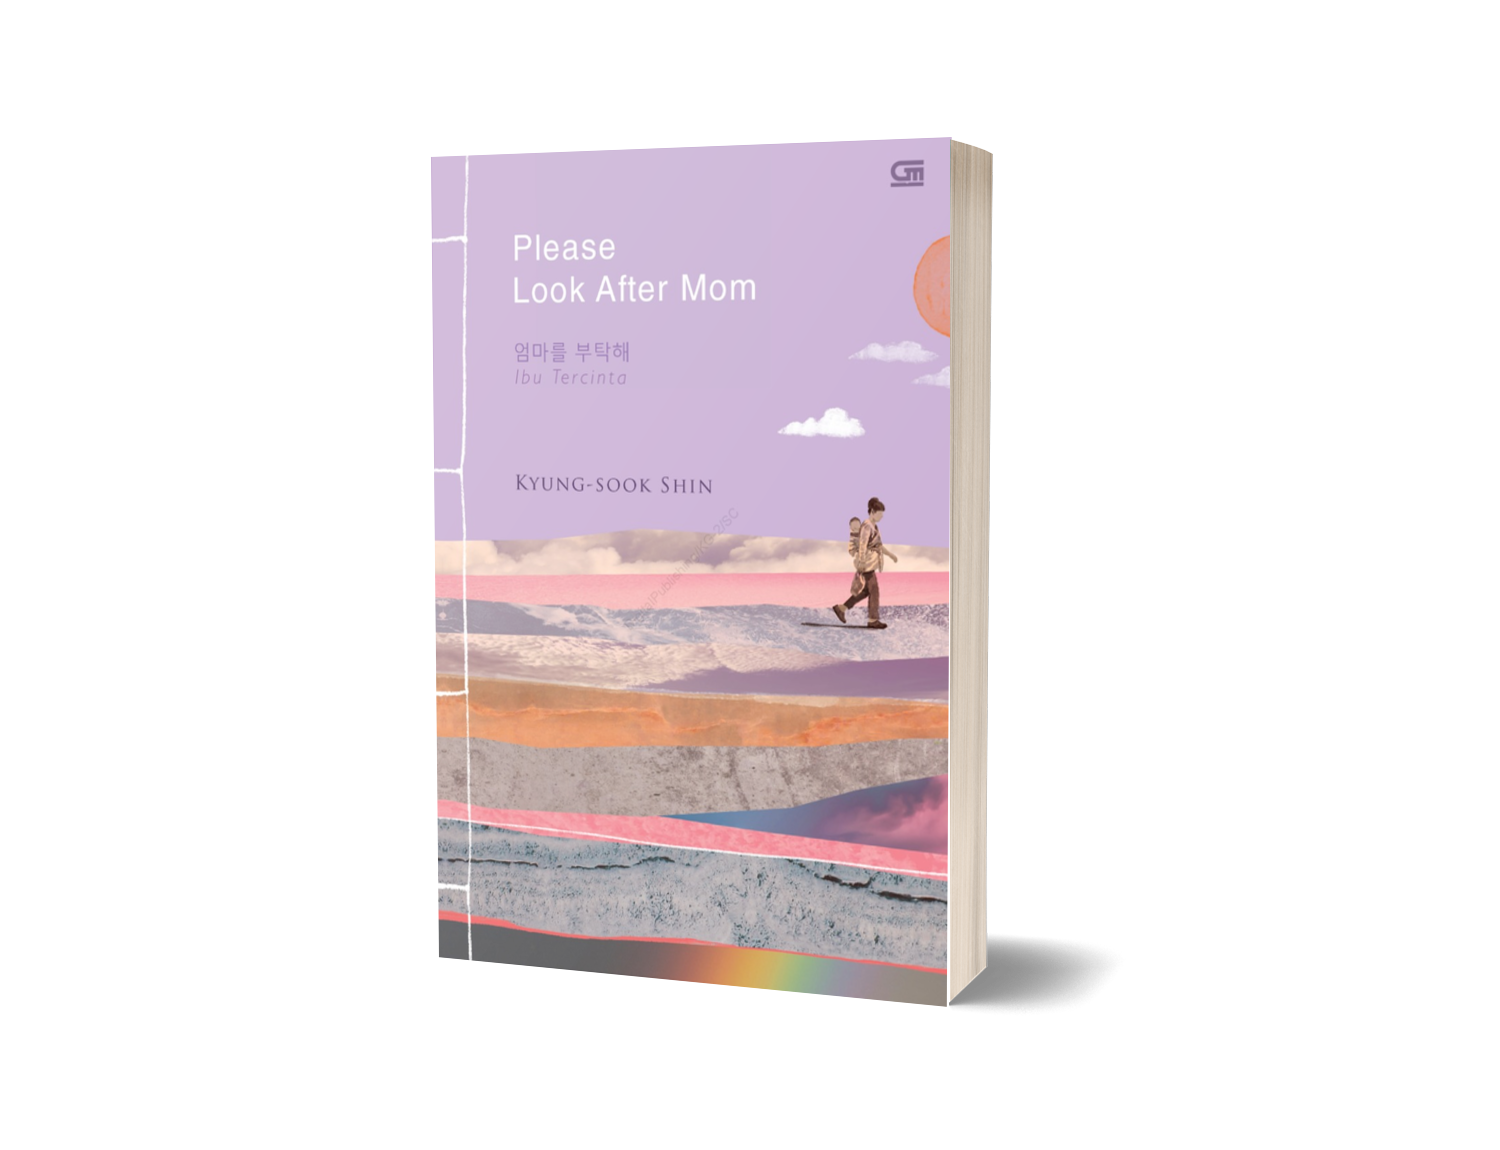 Please
Look After Mom
엄마를 부탁해
Ibu Tercinta
KYUNG-SOOK SHIN